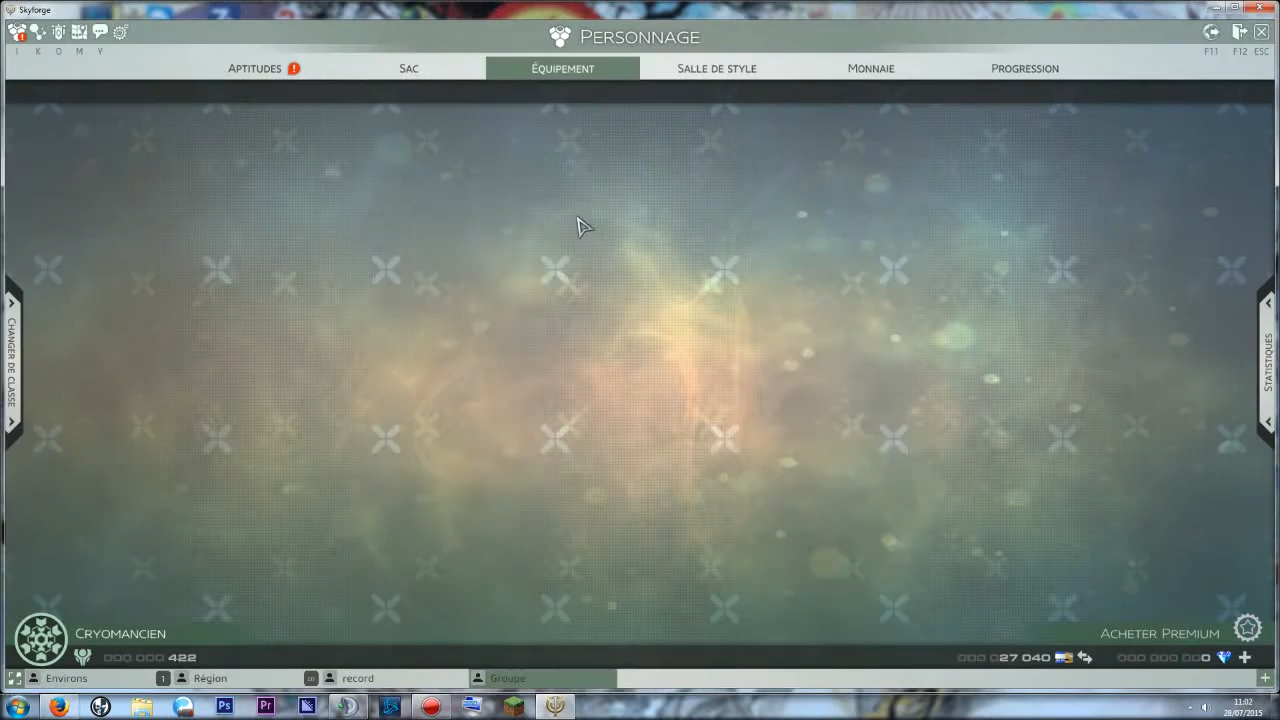 Skyforge
I K O M Y
PERSONNAGE
F11 F12 ESC
APTITUDES ! SAC ÉQUIPEMENT SALLE DE STYLE MONNAIE PROGRESSION
CHANGER DE CLASSE
STATISTIQUES
CRYOMANCIEN
ACHETER PREMIUM
000 000 422
000 027 040
000 000 000
Environs
1 Région
record
Groupe
Ps Pr
11:02
28/07/2015